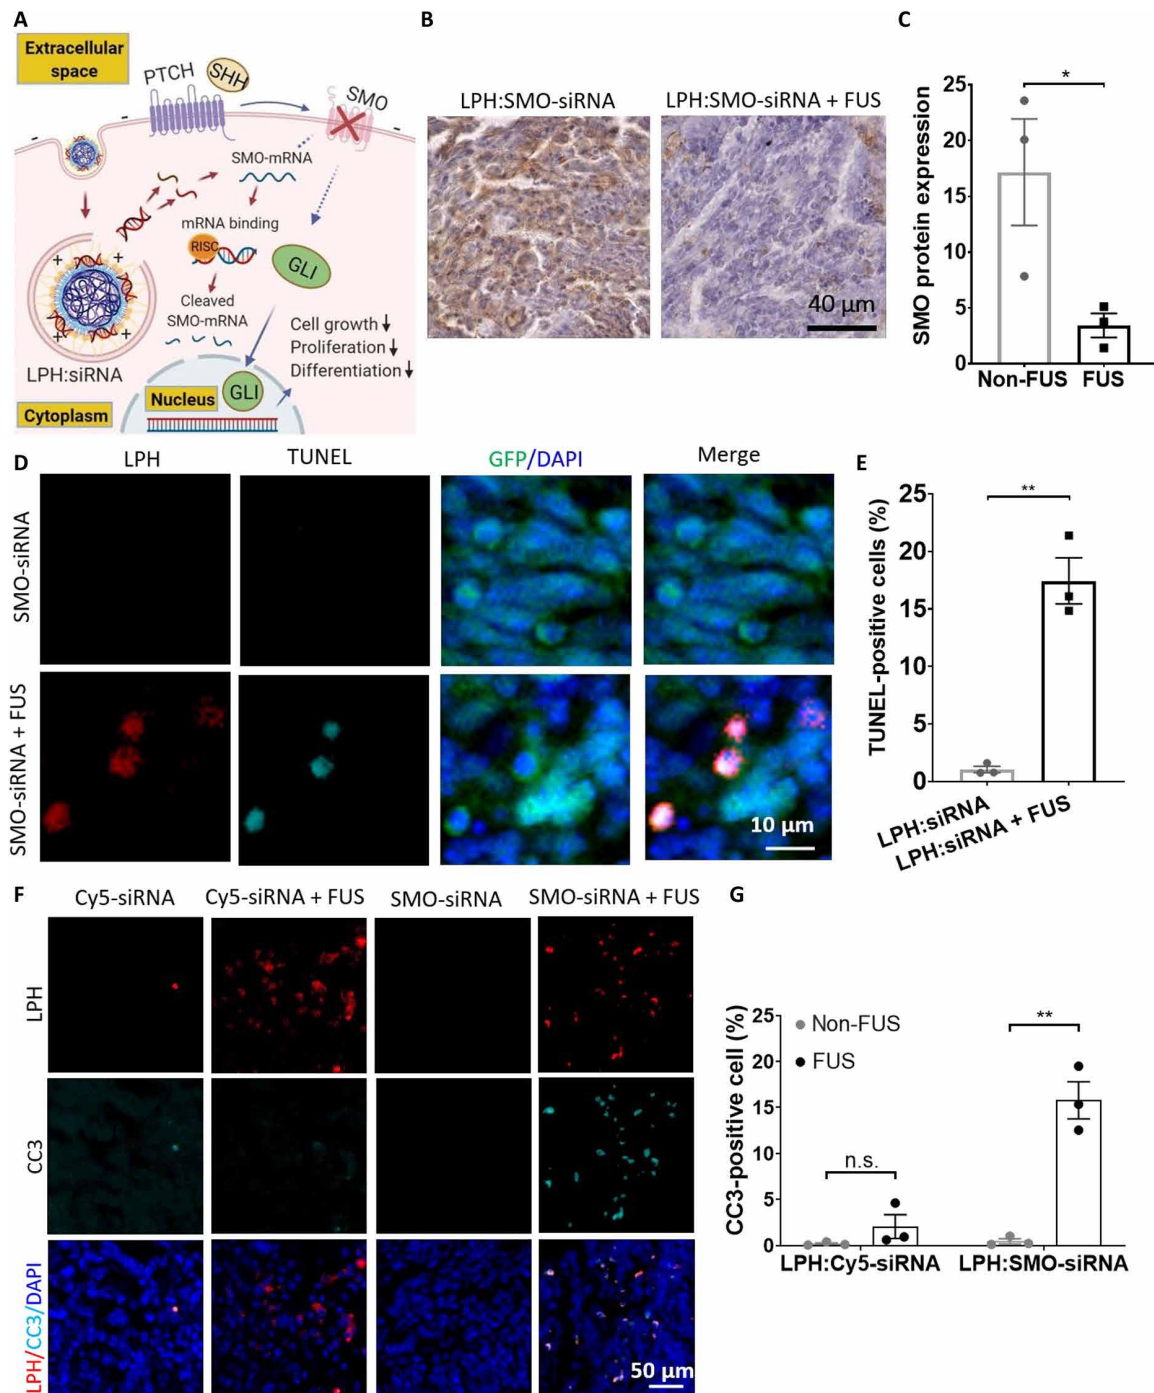 A
Extracellular
space
PTCH
SHH
SMO
SMO-mRNA
mRNA binding
RISC
GLI
Cleaved
SMO-mRNA
Cell growth
Proliferation
Differentiation
LPH:siRNA
Cytoplasm
Nucleus
GLI
B
LPH:SMO-siRNA
LPH:SMO-siRNA + FUS
40 μm
C
SMO protein expression
25
20
15
10
5
0
*
Non-FUS
FUS
D
LPH
TUNEL
GFP/DAPI
Merge
SMO-siRNA
SMO-siRNA + FUS
10 μm
E
TUNEL-positive cells (%)
25
20
15
10
5
0
**
LPH:siRNA
LPH:siRNA + FUS
F
Cy5-siRNA
Cy5-siRNA + FUS
SMO-siRNA
SMO-siRNA + FUS
LPH
CC3
LPH/CC3/DAPI
50 μm
G
CC3-positive cell (%)
25
20
15
10
5
0
Non-FUS
FUS
n.s.
**
LPH:Cy5-siRNA
LPH:SMO-siRNA